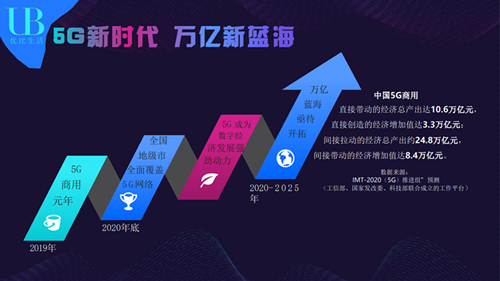 UB
优比生活
5G新时代 万亿新蓝海
5G
商用
元年
2019年
全国
地级市
全面覆盖
5G网络
2020年底
5G 成为
数字经
济发展强
劲动力
2020-2025
年
万亿
蓝海
亟待
开拓
中国5G商用
直接带动的经济总产出达10.6万亿元,
直接创造的经济增加值达3.3万亿元;
间接拉动的经济总产出约24.8万亿元,
间接带动的经济增加值达8.4万亿元。
数据来源:
IMT-2020(5G)推进组"预测
(工信部、国家发改委、科技部联合成立的工作平台)